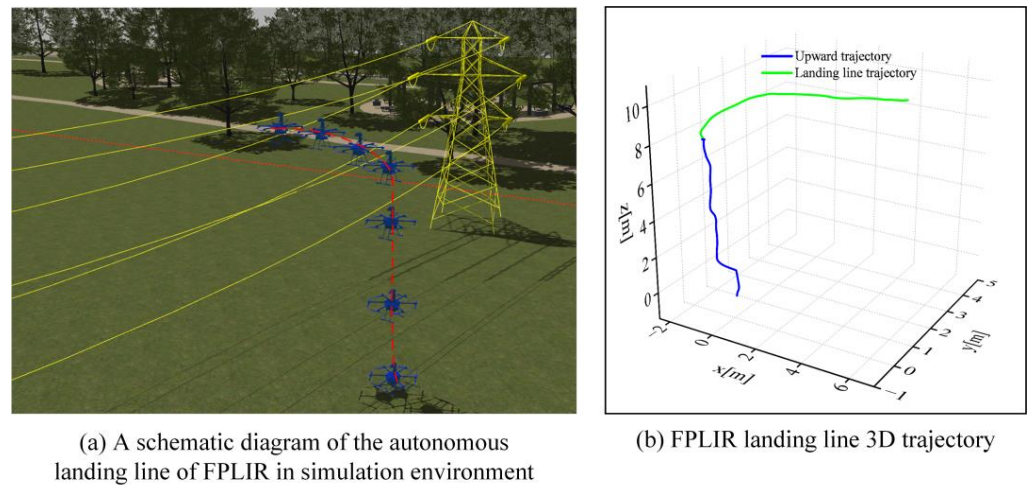 Upward trajectory
Landing line trajectory
10
8
6
4
2
0
z[m]
-2
0
2
4
6
x[m]
-1
0
1
2
3
4
5
y[m]
(a) A schematic diagram of the autonomous
landing line of FPLIR in simulation environment
(b) FPLIR landing line 3D trajectory